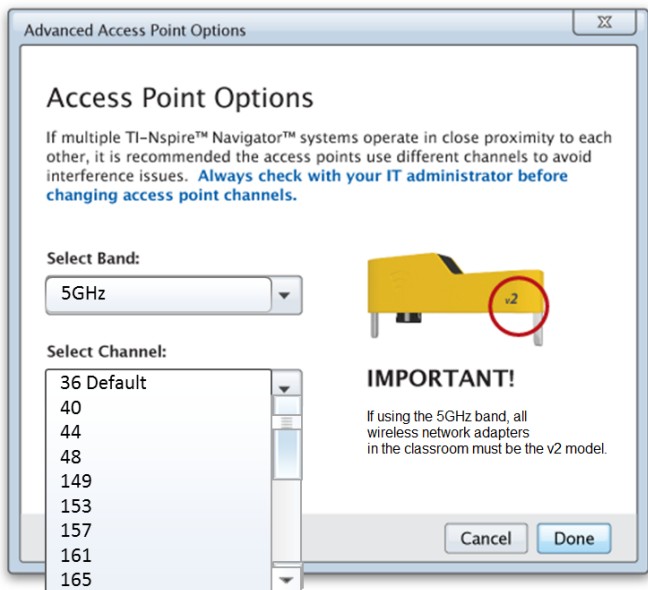 Advanced Access Point Options
Access Point Options
If multiple TI-Nspire™ Navigator™ systems operate in close proximity to each
other, it is recommended the access points use different channels to avoid
interference issues. Always check with your IT administrator before
changing access point channels.
Select Band:
5GHz
v2
Select Channel:
36 Default
40
44
48
149
153
157
161
165
IMPORTANT!
If using the 5GHz band, all
wireless network adapters
in the classroom must be the v2 model.
Cancel
Done